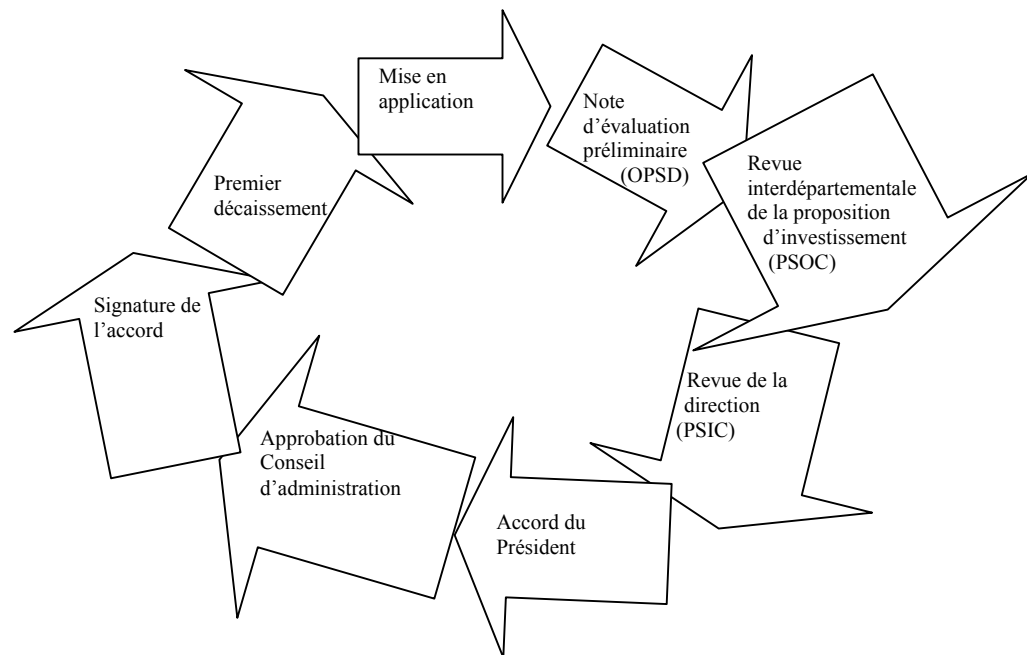 Mise en
application
Note
d’évaluation
préliminaire
(OPSD)
Revue
interdépartementale
de la proposition
d’investissement
(PSOC)
Revue de la
direction
(PSIC)
Accord du
Président
Approbation du
Conseil
d’administration
Signature de
l’accord
Premier
décaissement